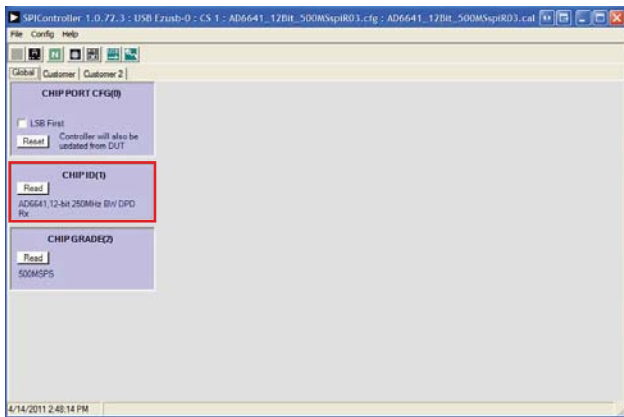 SPIController 1.0.72.3 : USB Ezusb-0 : CS 1 : AD6641_12Bit_500MSspiR03.cfg : AD6641_12Bit_500MSspiR03.cal
File Config Help
Global Customer Customer 2
CHIP PORT CFG(0)
LSB First
Reset Controller will also be
updated from DUT
CHIP ID(1)
Read
AD6641,12-bit 250MHz BW DPD
Rx
CHIP GRADE(2)
Read
500MSPS
4/14/2011 2:48:14 PM